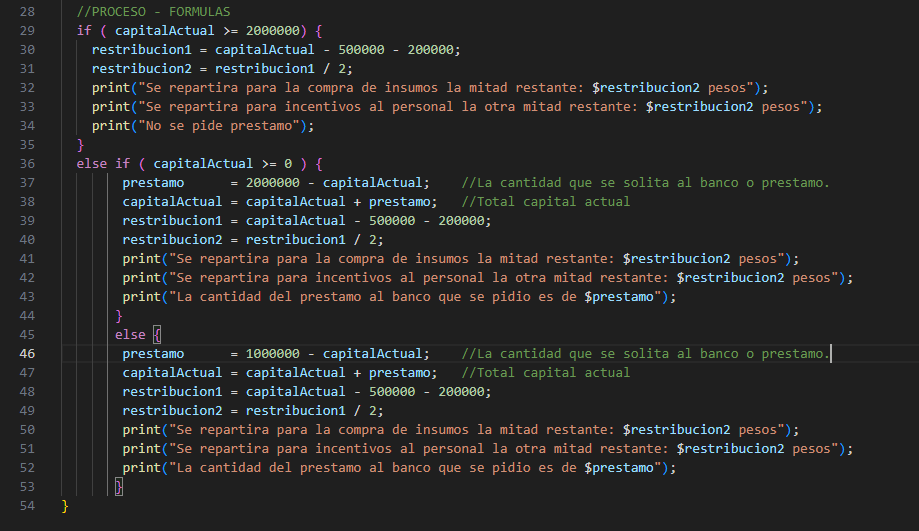 28 //PROCESO - FORMULAS
29 if ( capitalActual >= 2000000) {
30 restribucion1 = capitalActual - 500000 - 200000;
31 restribucion2 = restribucion1 / 2;
32 print("Se repartira para la compra de insumos la mitad restante: $restribucion2 pesos");
33 print("Se repartira para incentivos al personal la otra mitad restante: $restribucion2 pesos");
34 print("No se pide prestamo");
35 }
36 else if ( capitalActual >= 0 ) {
37 prestamo = 2000000 - capitalActual; //La cantidad que se solita al banco o prestamo.
38 capitalActual = capitalActual + prestamo; //Total capital actual
39 restribucion1 = capitalActual - 500000 - 200000;
40 restribucion2 = restribucion1 / 2;
41 print("Se repartira para la compra de insumos la mitad restante: $restribucion2 pesos");
42 print("Se repartira para incentivos al personal la otra mitad restante: $restribucion2 pesos");
43 print("La cantidad del prestamo al banco que se pidio es de $prestamo");
44 }
45 else {
46 prestamo = 1000000 - capitalActual; //La cantidad que se solita al banco o prestamo.
47 capitalActual = capitalActual + prestamo; //Total capital actual
48 restribucion1 = capitalActual - 500000 - 200000;
49 restribucion2 = restribucion1 / 2;
50 print("Se repartira para la compra de insumos la mitad restante: $restribucion2 pesos");
51 print("Se repartira para incentivos al personal la otra mitad restante: $restribucion2 pesos");
52 print("La cantidad del prestamo al banco que se pidio es de $prestamo");
53 }
54 }